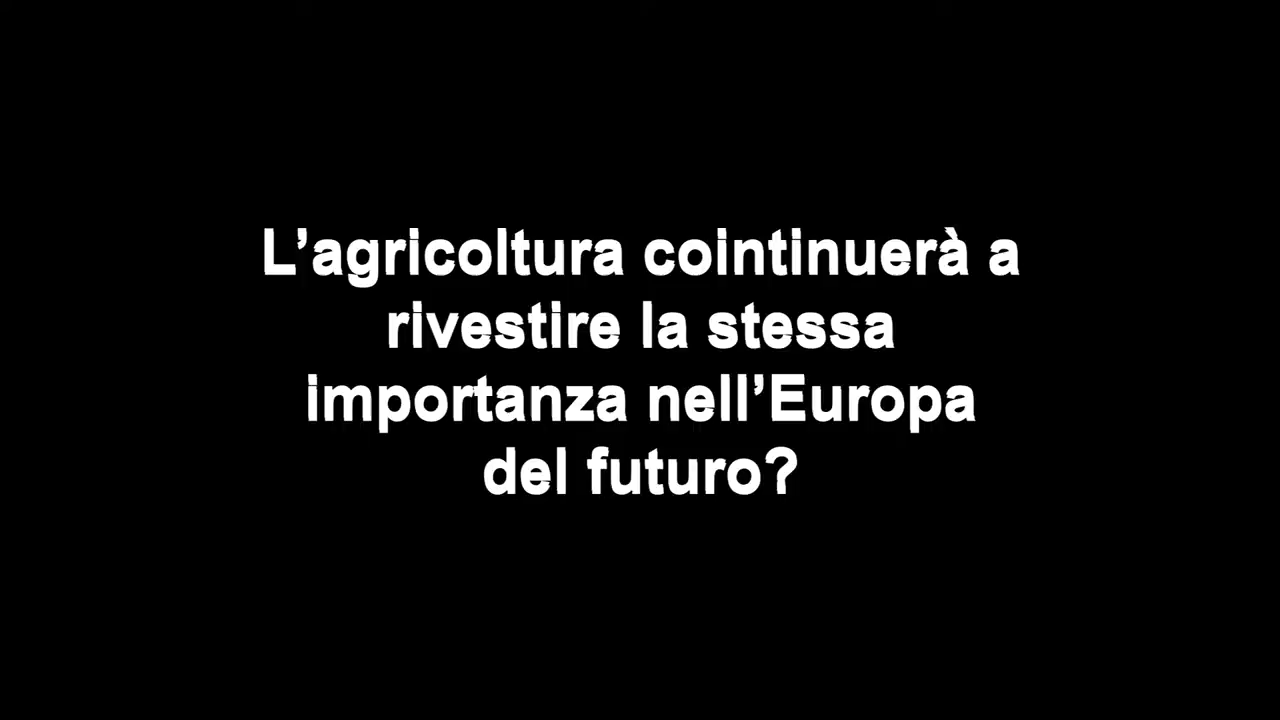 L’agricoltura cointinuerà a
rivestire la stessa
importanza nell’Europa
del futuro?